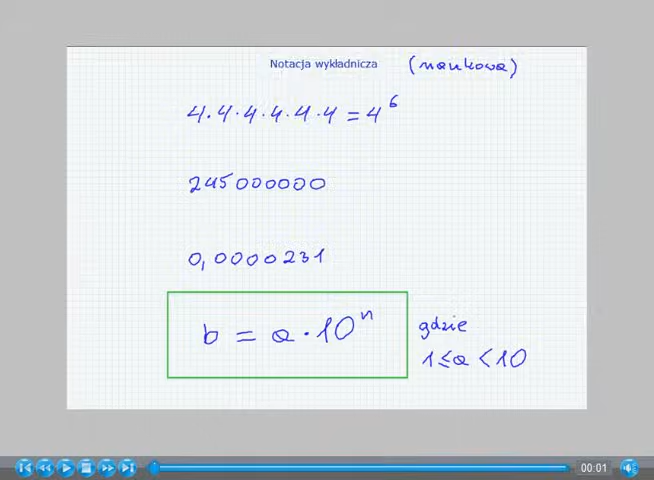 Notacja wykładnicza (naukowa)
4·4·4·4·4·4 = 4⁶
245000000
0,0000231
b = a · 10ⁿ
gdzie
1 ≤ a < 10
00:01